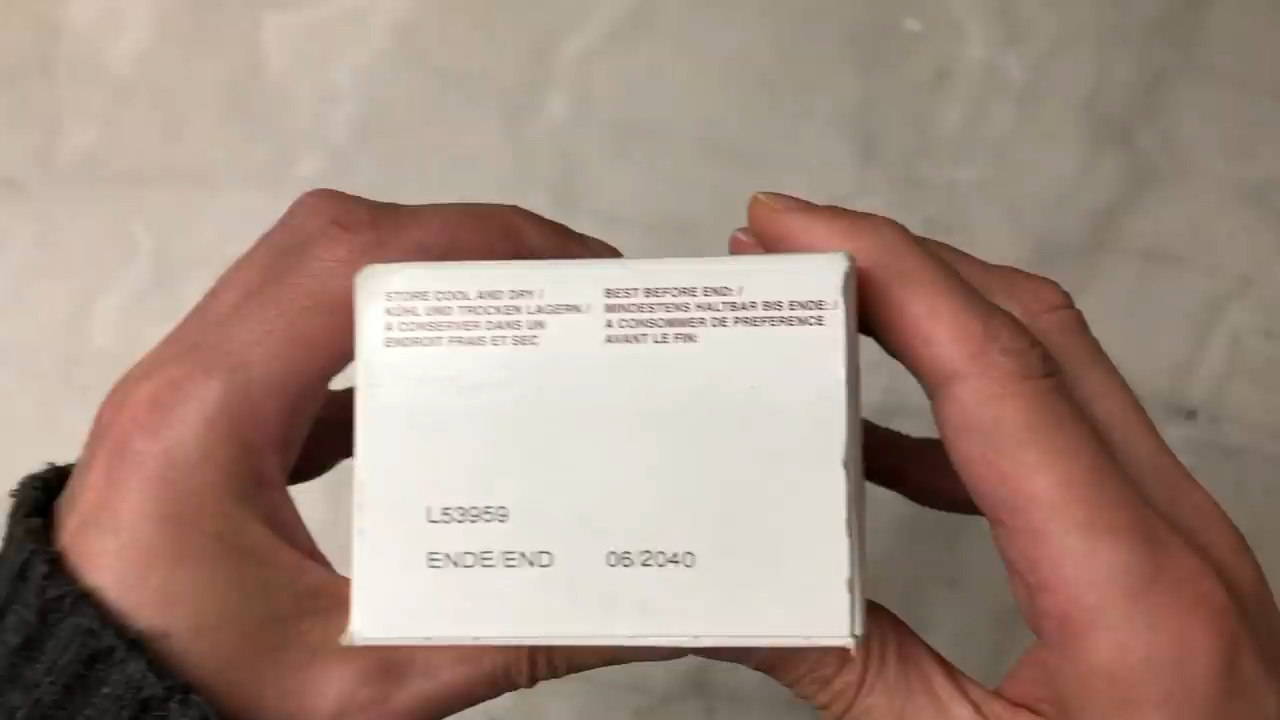 STORE COOL AND DRY /
KÜHL UND TROCKEN LAGERN /
A CONSERVER DANS UN
ENDROIT FRAIS ET SEC
BEST BEFORE END: /
MINDESTENS HALTBAR BIS ENDE: /
A CONSOMMER DE PREFERENCE
AVANT LE FIN:
L53959
ENDE/END 06/2040